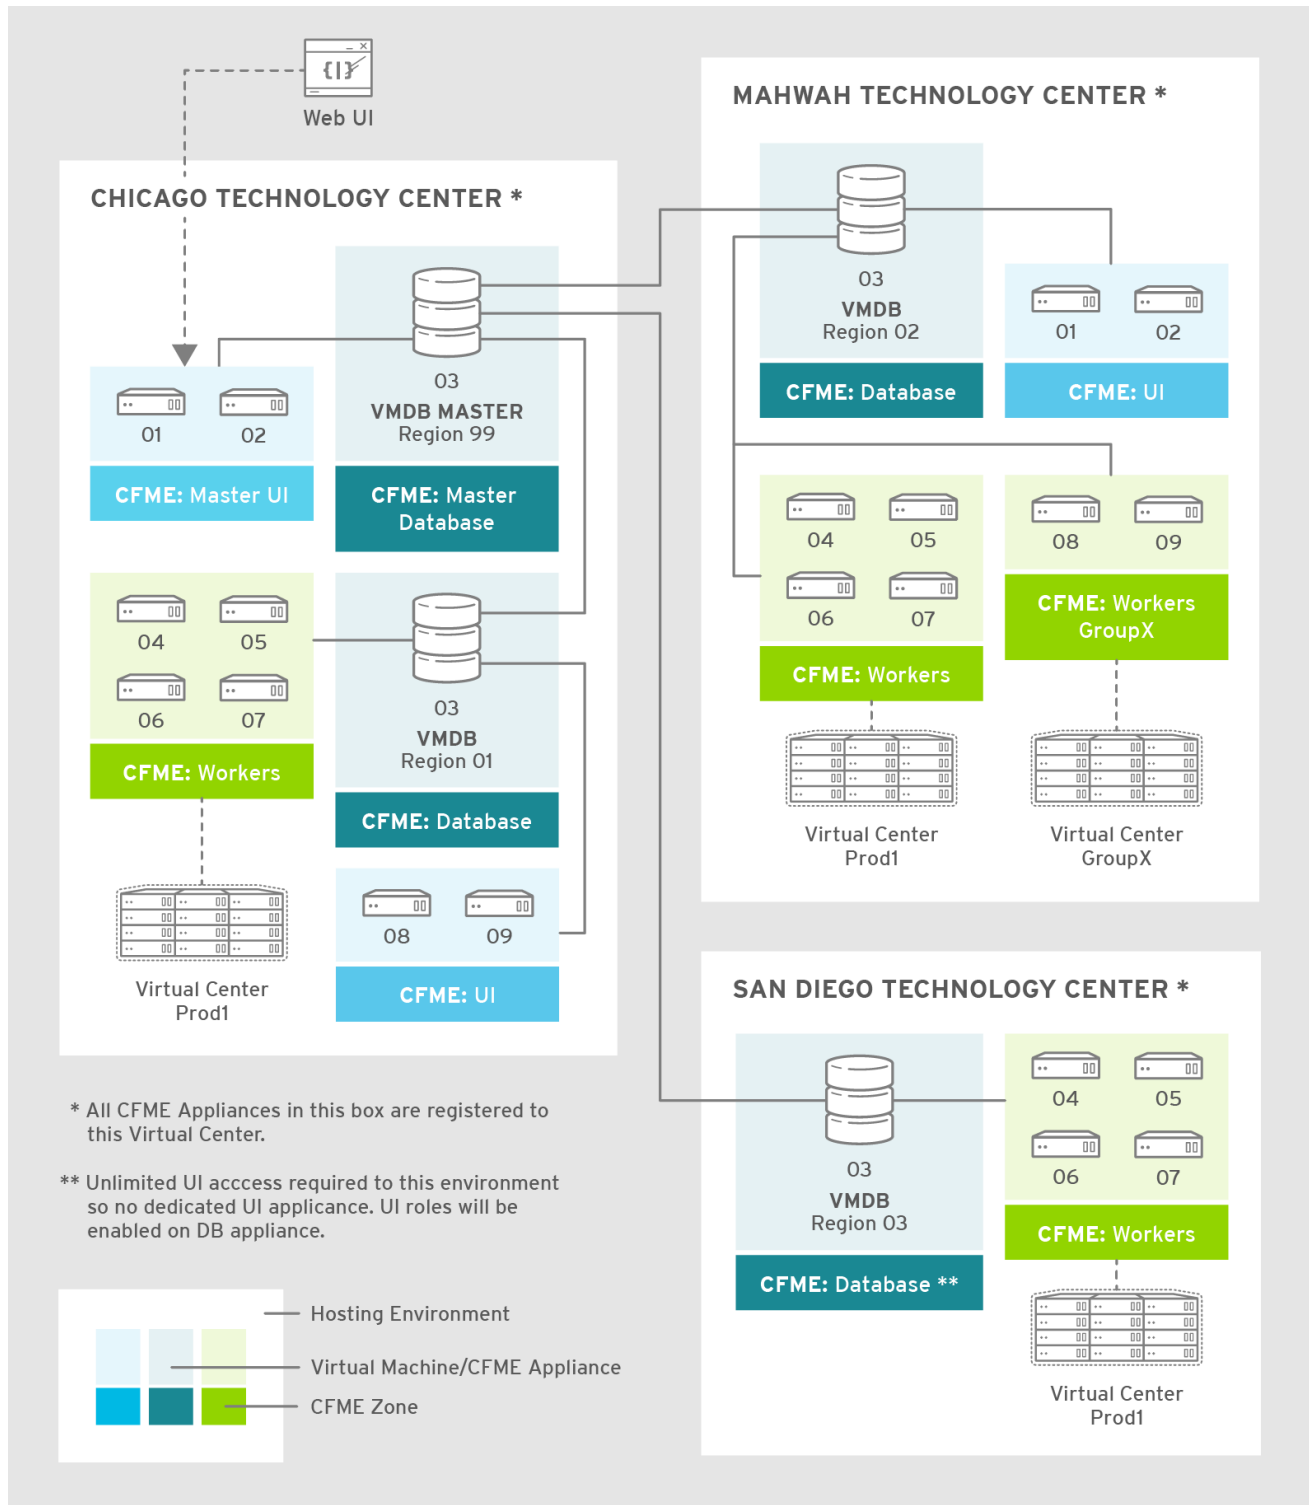 {|}
Web UI
CHICAGO TECHNOLOGY CENTER *
03
VMDB MASTER
Region 99
01
02
CFME: Master UI
CFME: Master
Database
04
05
06
07
CFME: Workers
03
VMDB
Region 01
CFME: Database
08
09
CFME: UI
Virtual Center
Prod1
MAHWAH TECHNOLOGY CENTER *
03
VMDB
Region 02
CFME: Database
01
02
CFME: UI
04
05
06
07
CFME: Workers
08
09
CFME: Workers
GroupX
Virtual Center
Prod1
Virtual Center
GroupX
SAN DIEGO TECHNOLOGY CENTER *
03
VMDB
Region 03
CFME: Database **
04
05
06
07
CFME: Workers
Virtual Center
Prod1
* All CFME Appliances in this box are registered to
this Virtual Center.
** Unlimited UI acccess required to this environment
so no dedicated UI applicance. UI roles will be
enabled on DB appliance.
Hosting Environment
Virtual Machine/CFME Appliance
CFME Zone